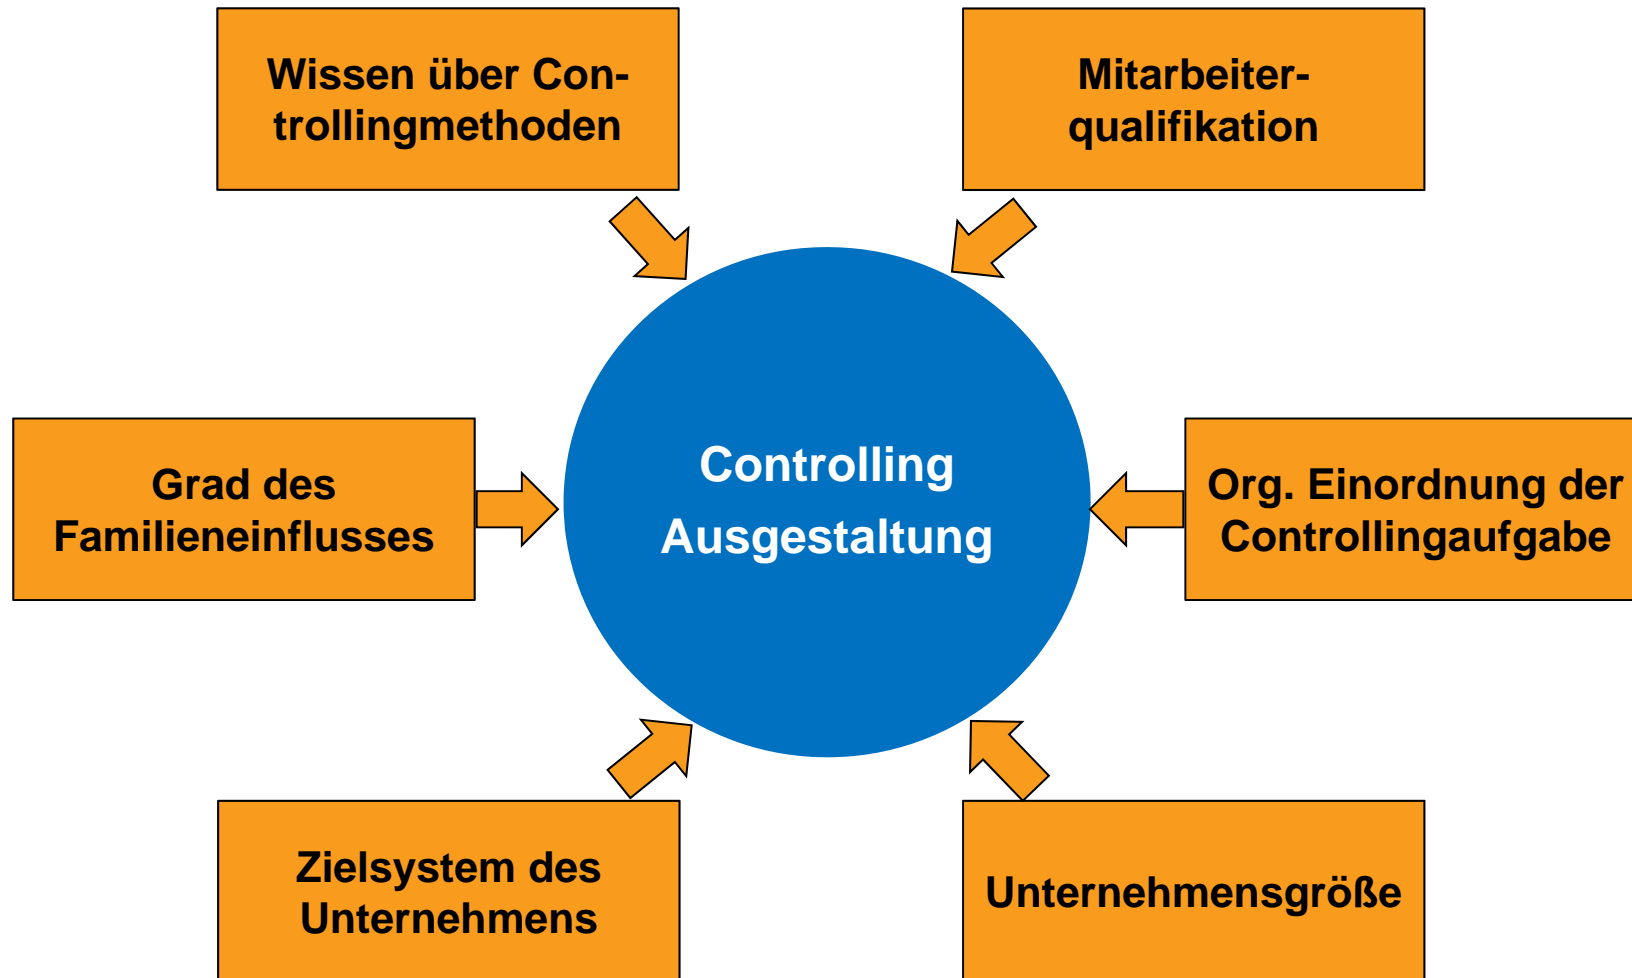 Wissen über Con-
trollingmethoden
Mitarbeiter-
qualifikation
Grad des
Familieneinflusses
Controlling
Ausgestaltung
Org. Einordnung der
Controllingaufgabe
Zielsystem des
Unternehmens
Unternehmensgröße